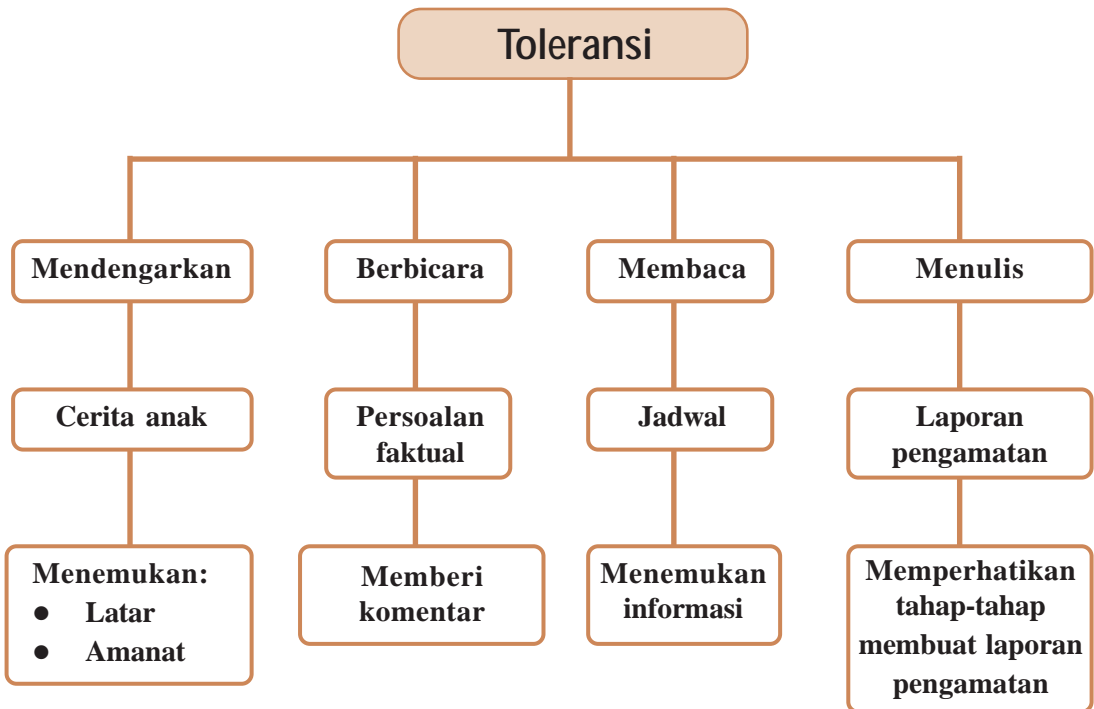 Toleransi
Mendengarkan
Berbicara
Membaca
Menulis
Cerita anak
Persoalan
faktual
Jadwal
Laporan
pengamatan
Menemukan:
● Latar
● Amanat
Memberi
komentar
Menemukan
informasi
Memperhatikan
tahap-tahap
membuat laporan
pengamatan